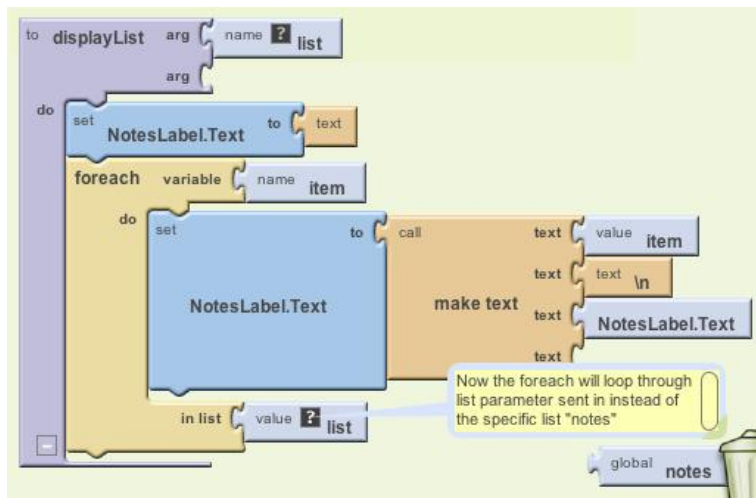 to displayList arg name ? list
arg
do
set NotesLabel.Text to text
foreach variable name item
do
set NotesLabel.Text to call make text
text value item
text text \n
text NotesLabel.Text
text
in list value ? list
Now the foreach will loop through
list parameter sent in instead of
the specific list "notes"
global notes